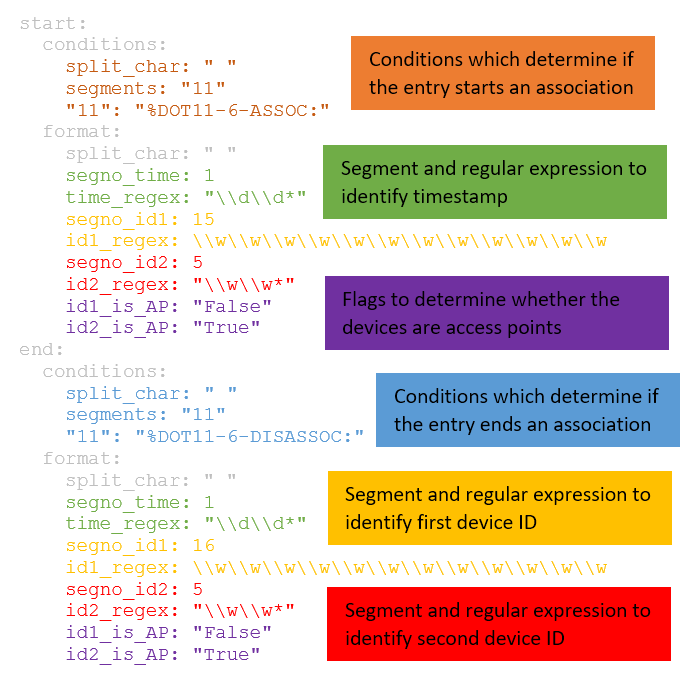 start:
conditions:
split_char: " "
segments: "11"
"11": "%DOT11-6-ASSOC:"
format:
split_char: " "
segno_time: 1
time_regex: "\\d\\d*"
segno_id1: 15
id1_regex: \\w\\w\\w\\w\\w\\w\\w\\w\\w\\w\\w\\w
segno_id2: 5
id2_regex: "\\w\\w*"
id1_is_AP: "False"
id2_is_AP: "True"
end:
conditions:
split_char: " "
segments: "11"
"11": "%DOT11-6-DISASSOC:"
format:
split_char: " "
segno_time: 1
time_regex: "\\d\\d*"
segno_id1: 16
id1_regex: \\w\\w\\w\\w\\w\\w\\w\\w\\w\\w\\w\\w
segno_id2: 5
id2_regex: "\\w\\w*"
id1_is_AP: "False"
id2_is_AP: "True"
Conditions which determine if
the entry starts an association
Segment and regular expression to
identify timestamp
Flags to determine whether the
devices are access points
Conditions which determine if
the entry ends an association
Segment and regular expression to
identify first device ID
Segment and regular expression to
identify second device ID